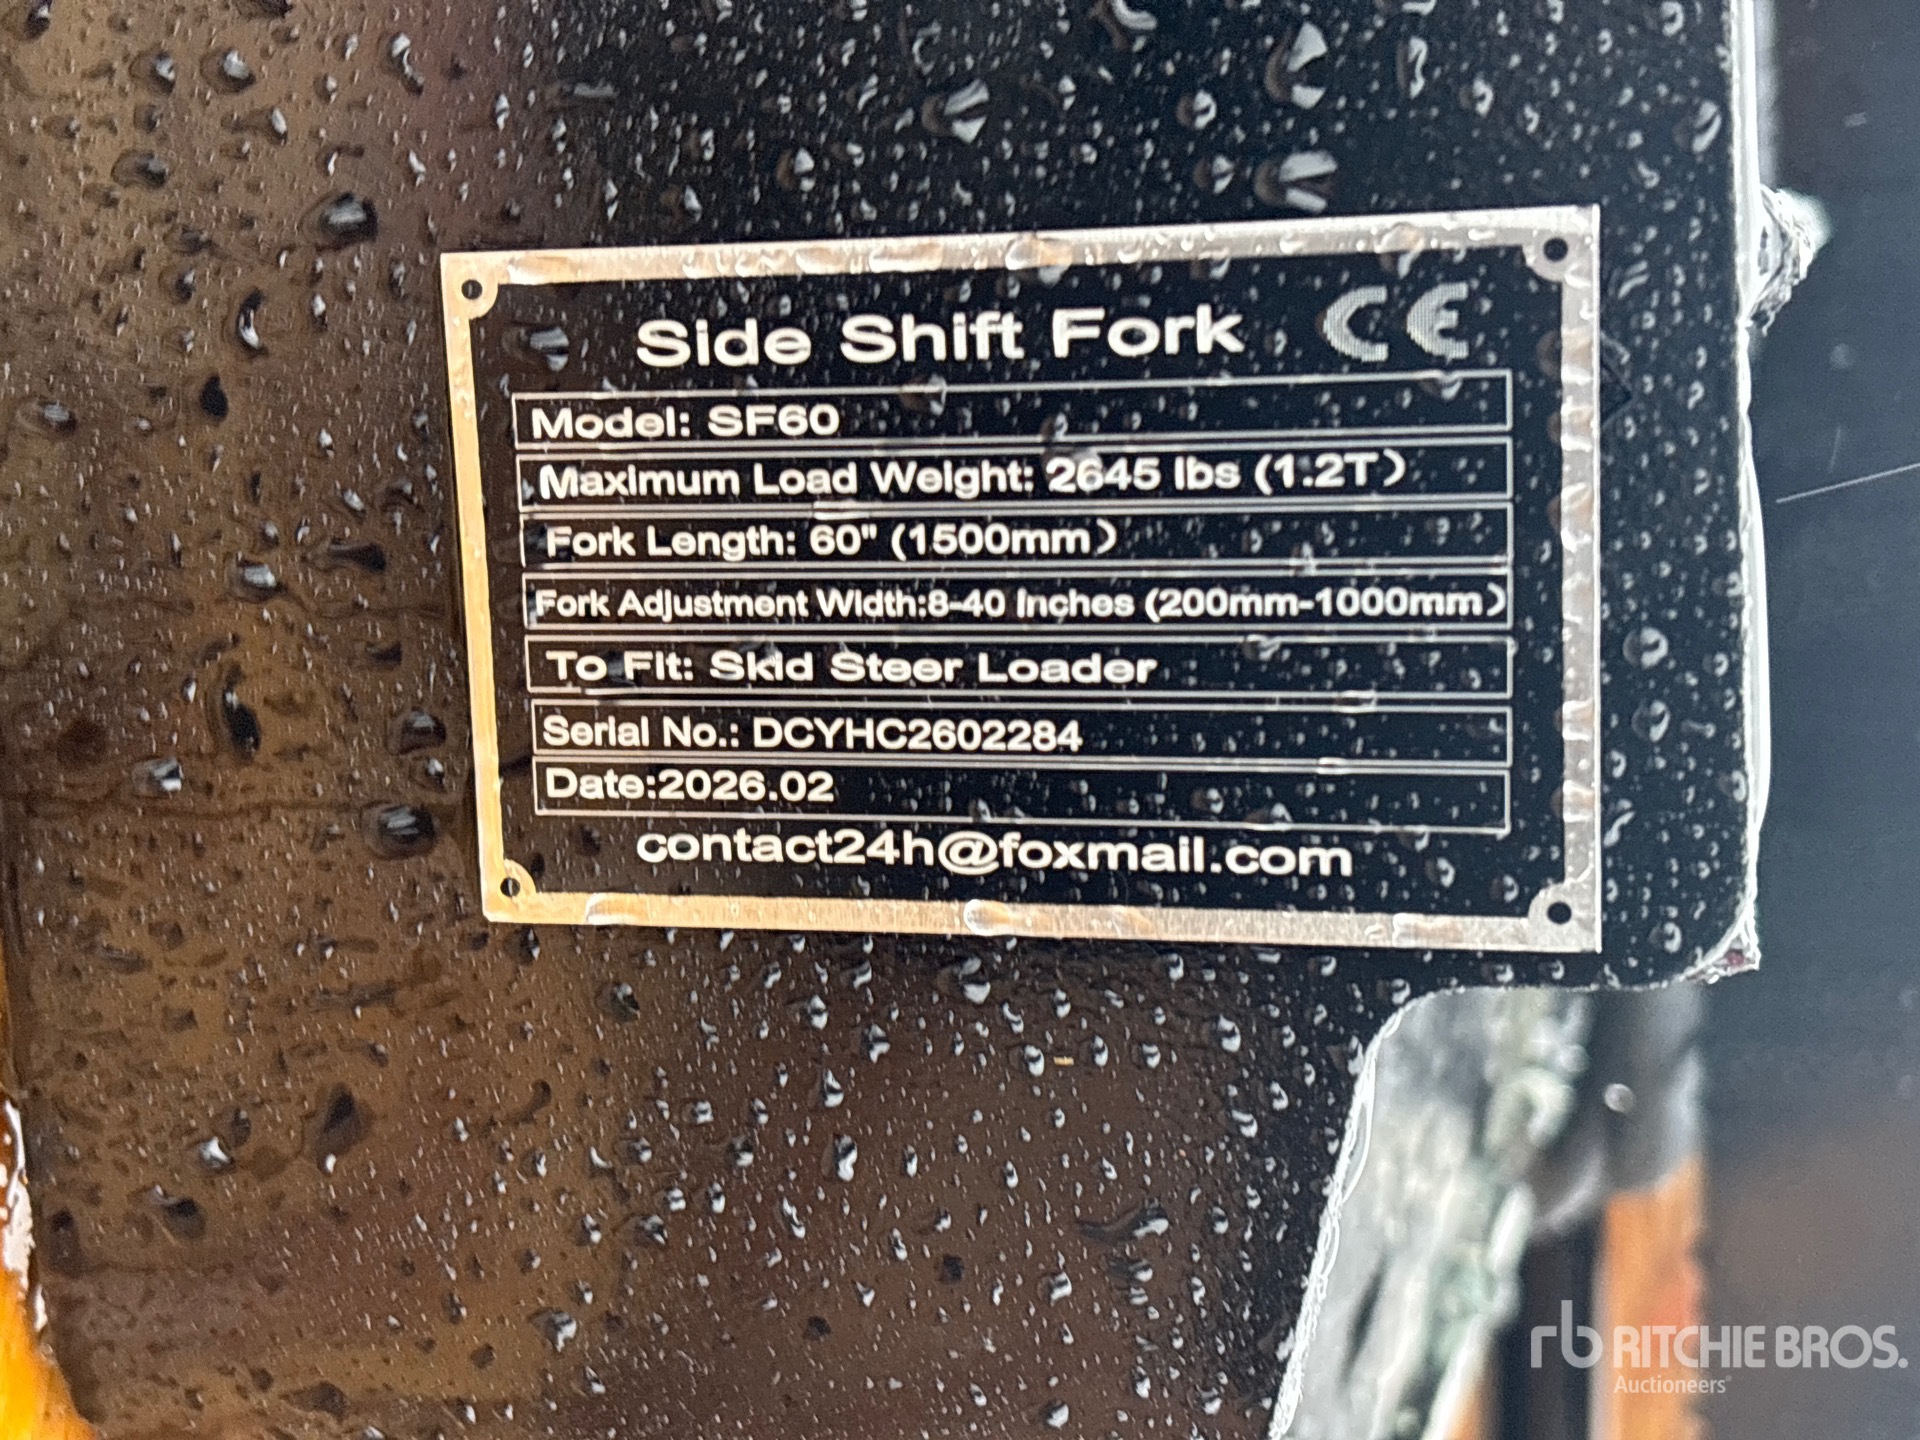 Side Shift Fork CE
Model: SF60
Maximum Load Weight: 2645 lbs (1.2T)
Fork Length: 60" (1500mm)
Fork Adjustment Width:8-40 Inches (200mm-1000mm)
To Fit: Skid Steer Loader
Serial No.: DCYHC2602284
Date:2026.02
contact24h@foxmail.com
rb RITCHIE BROS.
Auctioneers